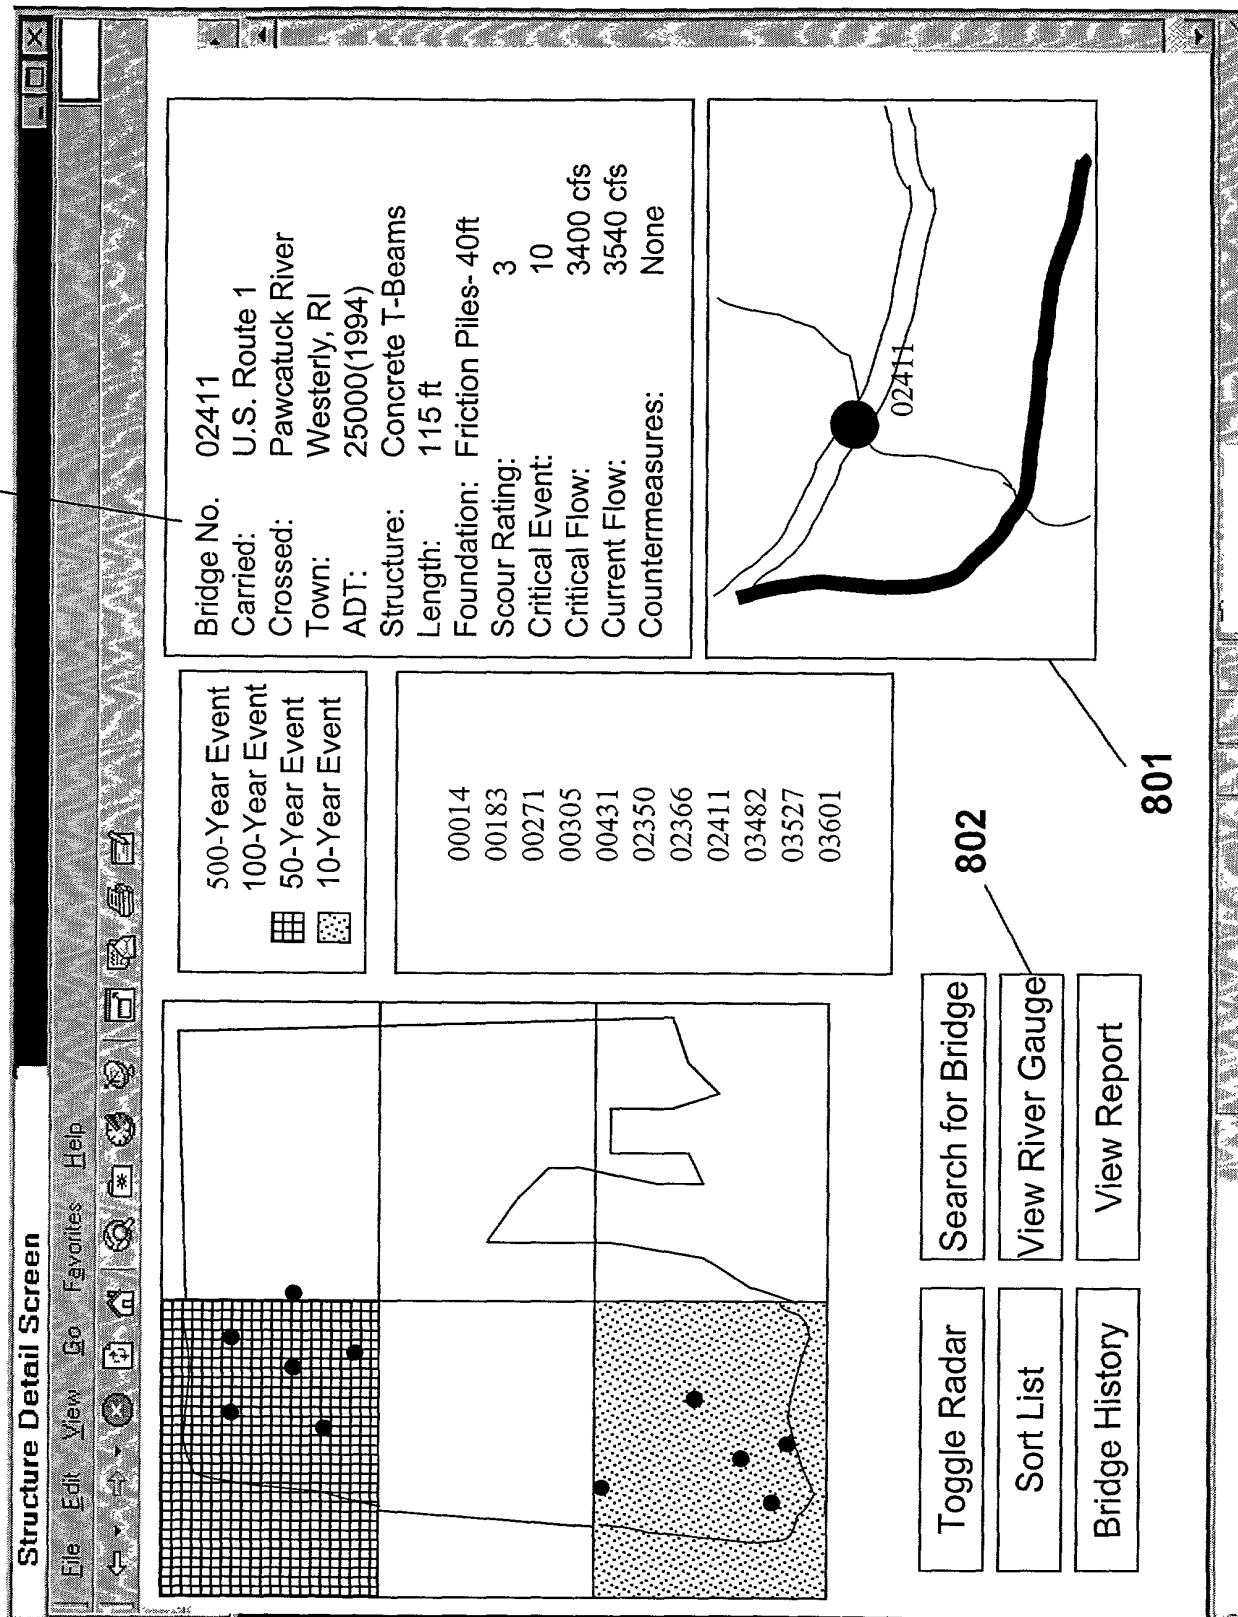 Structure Detail Screen
File Edit View Go Favorites Help
500-Year Event
100-Year Event
50-Year Event
10-Year Event
Bridge No. 02411
Carried: U.S. Route 1
Crossed: Pawcatuck River
Town: Westerly, RI
ADT: 25000(1994)
Structure: Concrete T-Beams
Length: 115 ft
Foundation: Friction Piles- 40ft
Scour Rating: 3
Critical Event: 10
Critical Flow: 3400 cfs
Current Flow: 3540 cfs
Countermeasures: None
00014
00183
00271
00305
00431
02350
02366
02411
03482
03527
03601
02411
Toggle Radar Search for Bridge
Sort List View River Gauge
Bridge History View Report
802
801